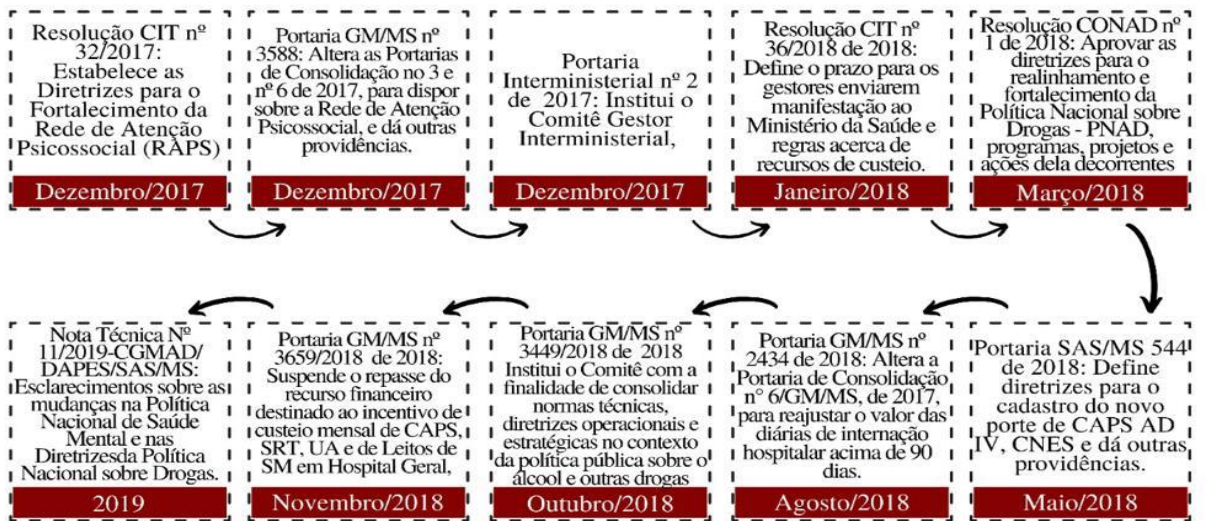 Resolução CIT nº
32/2017:
Estabelece as
Diretrizes para o
Fortalecimento da
Rede de Atenção
Psicossocial (RAPS)
Dezembro/2017
Portaria GM/MS nº
3588: Altera as Portarias
de Consolidação no 3 e
nº 6 de 2017, para dispor
sobre a Rede de Atenção
Psicossocial, e dá outras
providências.
Dezembro/2017
Portaria
Interministerial nº 2
de 2017: Institui o
Comitê Gestor
Interministerial,
Dezembro/2017
Resolução CIT nº
36/2018 de 2018:
Define o prazo para os
gestores enviarem
manifestação ao
Ministério da Saúde e
regras acerca de
recursos de custeio.
Janeiro/2018
Resolução CONAD nº
1 de 2018: Aprovar as
diretrizes para o
realinhamento e
fortalecimento da
Política Nacional sobre
Drogas - PNAD,
programas, projetos e
ações dela decorrentes
Março/2018
Portaria SAS/MS 544
de 2018: Define
diretrizes para o
cadastro do novo
porte de CAPS AD
IV, CNES e dá outras
providências.
Maio/2018
Portaria GM/MS nº
2434 de 2018: Altera a
Portaria de Consolidação
n° 6/GM/MS, de 2017,
para reajustar o valor das
diárias de internação
hospitalar acima de 90
dias.
Agosto/2018
Portaria GM/MS nº
3449/2018 de 2018
Institui o Comitê com a
finalidade de consolidar
normas técnicas,
diretrizes operacionais e
estratégicas no contexto
da política pública sobre o
álcool e outras drogas
Outubro/2018
Portaria GM/MS nº
3659/2018 de 2018:
Suspende o repasse do
recurso financeiro
destinado ao incentivo de
custeio mensal de CAPS,
SRT, UA e de Leitos de
SM em Hospital Geral,
Novembro/2018
Nota Técnica Nº
11/2019-CGMAD/
DAPES/SAS/MS:
Esclarecimentos sobre as
mudanças na Política
Nacional de Saúde
Mental e nas
Diretrizesda Política
Nacional sobre Drogas.
2019